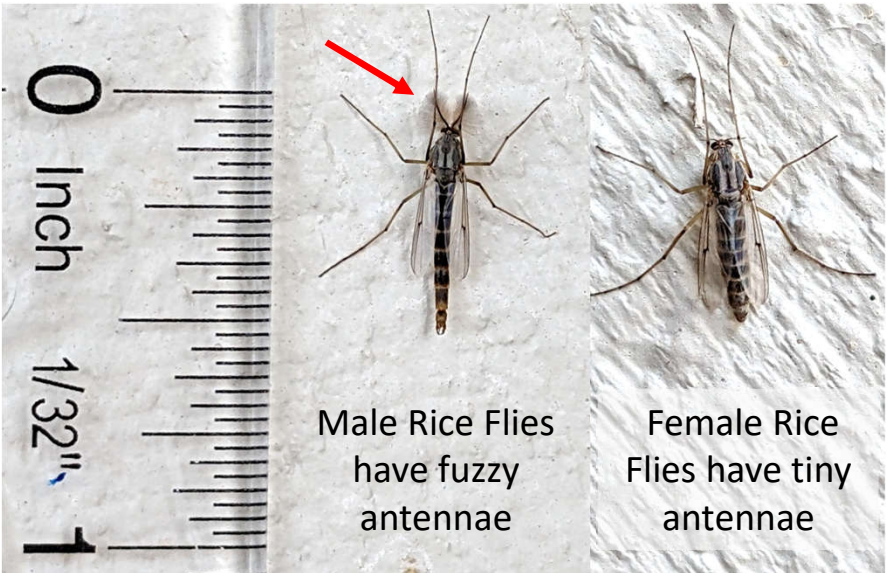 0
Inch
1/32"
1
Male Rice Flies
have fuzzy
antennae
Female Rice
Flies have tiny
antennae